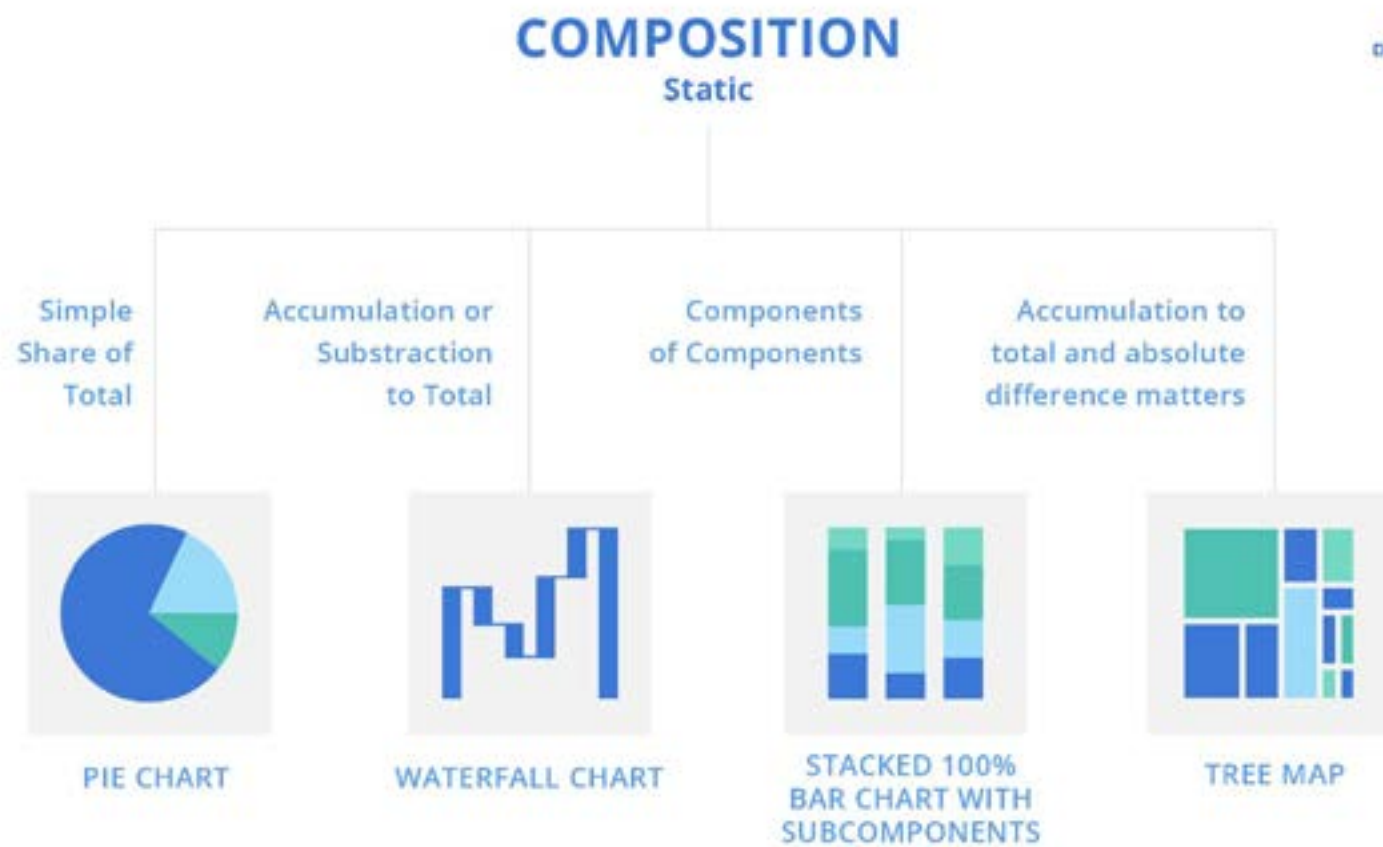 COMPOSITION
Static
Simple
Share of
Total
Accumulation or
Substraction
to Total
Components
of Components
Accumulation to
total and absolute
difference matters
PIE CHART
WATERFALL CHART
STACKED 100%
BAR CHART WITH
SUBCOMPONENTS
TREE MAP